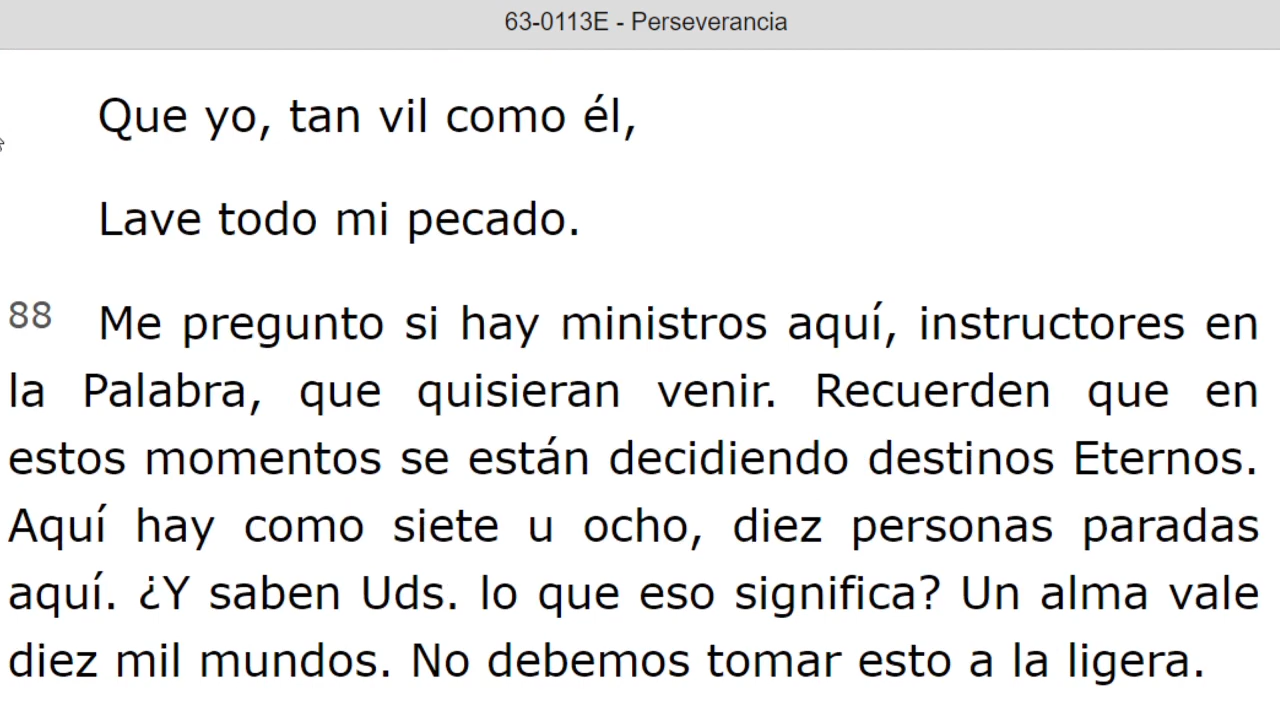 63-0113E - Perseverancia
Que yo, tan vil como él,
Lave todo mi pecado.
88 Me pregunto si hay ministros aquí, instructores en
la Palabra, que quisieran venir. Recuerden que en
estos momentos se están decidiendo destinos Eternos.
Aquí hay como siete u ocho, diez personas paradas
aquí. ¿Y saben Uds. lo que eso significa? Un alma vale
diez mil mundos. No debemos tomar esto a la ligera.